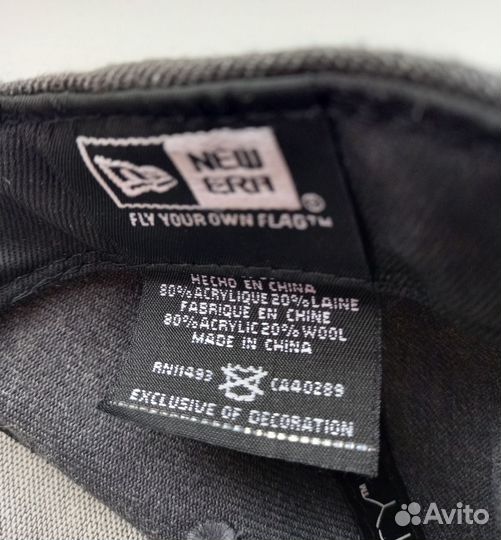 NEW
ERA
®
FLY YOUR OWN FLAG™
HECHO EN CHINA
80%ACRYLIQUE 20%LAINE
FABRIQUE EN CHINE
80%ACRYLIC 20% WOOL
MADE IN CHINA
RN11493 CA40289
EXCLUSIVE OF DECORATION
Avito